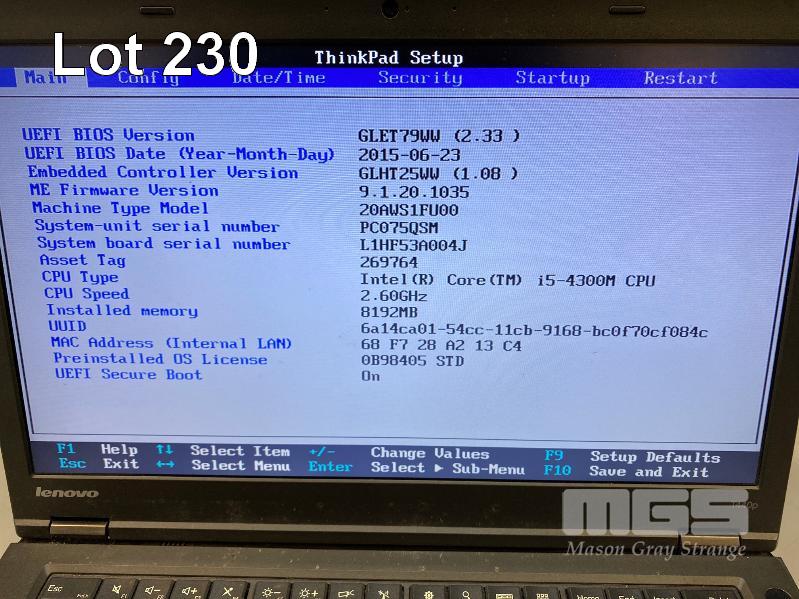 Lot 230
ThinkPad Setup
Main Config Date/Time Security Startup Restart
UEFI BIOS Version GLET79WW (2.33 )
UEFI BIOS Date (Year-Month-Day) 2015-06-23
Embedded Controller Version GLHT25WW (1.08 )
ME Firmware Version 9.1.20.1035
Machine Type Model 20AWS1FU00
System-unit serial number PC075QSM
System board serial number L1HF53A004J
Asset Tag 269764
CPU Type Intel(R) Core(TM) i5-4300M CPU
CPU Speed 2.60GHz
Installed memory 8192MB
UUID 6a14ca01-54cc-11cb-9168-bc0f70cf084c
MAC Address (Internal LAN) 68 F7 28 A2 13 C4
Preinstalled OS License 0B98405 STD
UEFI Secure Boot On
F1 Help ↑↓ Select Item +/- Change Values F9 Setup Defaults
Esc Exit ↔ Select Menu Enter Select ► Sub-Menu F10 Save and Exit
lenovo
MGS
Mason Gray Strange
Esc